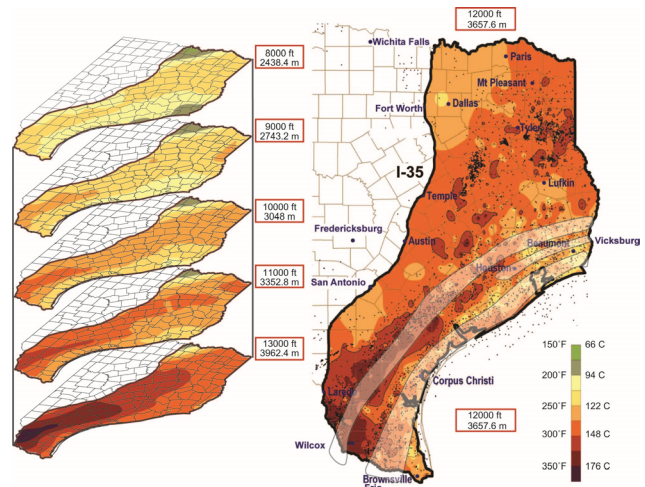 8000 ft
2438.4 m
9000 ft
2743.2 m
10000 ft
3048 m
11000 ft
3352.8 m
13000 ft
3962.4 m
12000 ft
3657.6 m
Wichita Falls
Paris
Mt Pleasant
Fort Worth
Dallas
Tyler
I-35
Temple
Lufkin
Fredericksburg
Austin
Beaumont
Vicksburg
Houston
San Antonio
Corpus Christi
Laredo
Wilcox
Brownsville
Frio
12000 ft
3657.6 m
150˚F 66 C
200˚F 94 C
250˚F 122 C
300˚F 148 C
350˚F 176 C